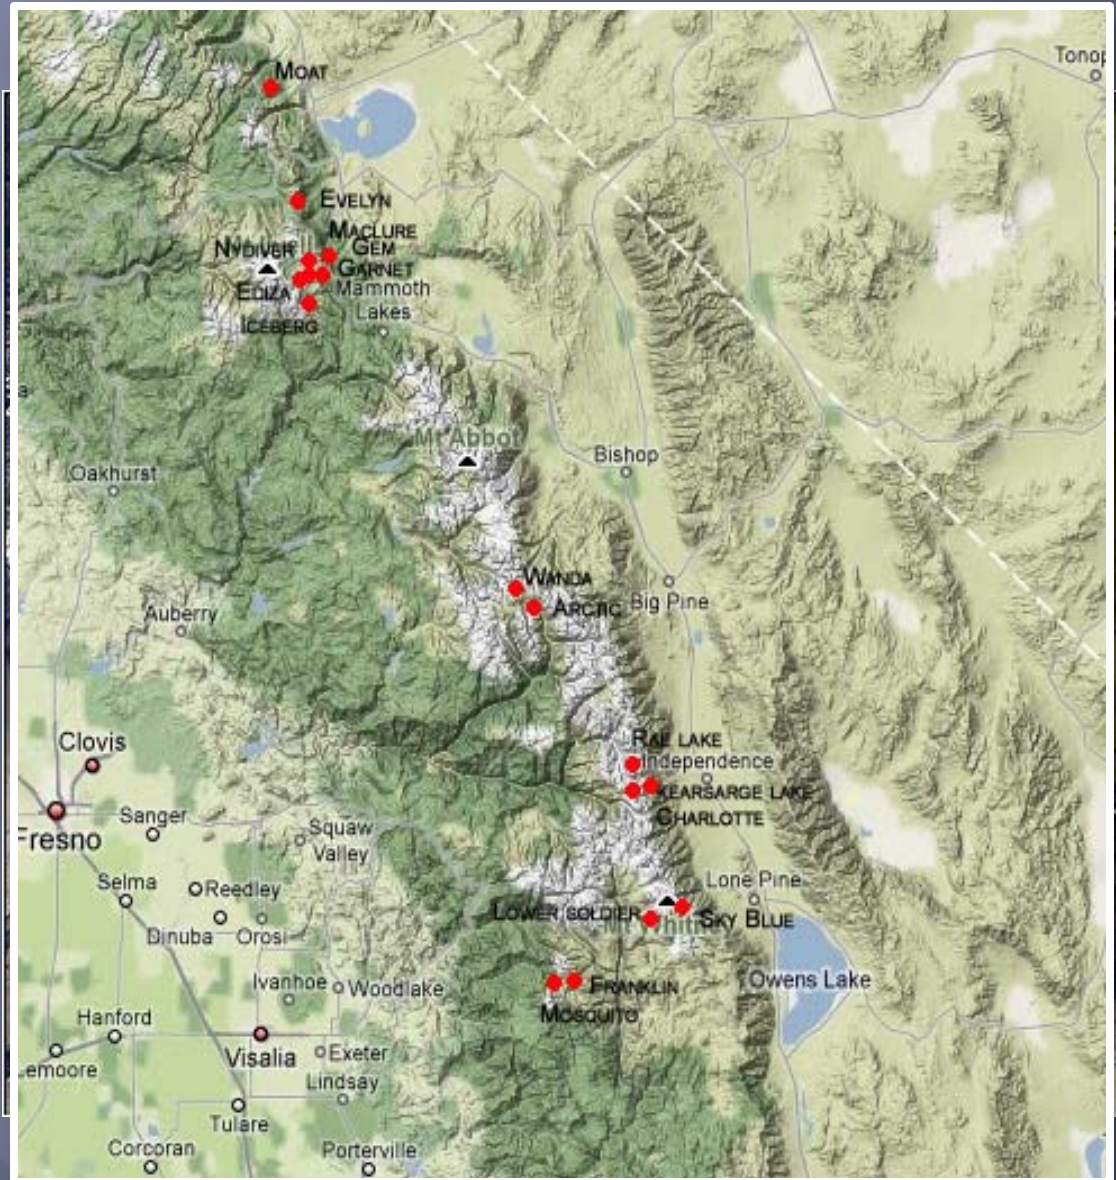 Moat
Tonop
Evelyn
Maclure
Nydiver
Gem
Garnet
Ediza
Mammoth
Lakes
Iceberg
Mt Abbot
Bishop
Oakhurst
Wanda
Arctic
Big Pine
Auberry
Clovis
Rae Lake
Independence
Kearsarge Lake
Charlotte
Fresno
Sanger
Squaw
Valley
Selma
Reedley
Lone Pine
Lower Soldier
Sky Blue
Dinuba
Orosi
Ivanhoe
Woodlake
Franklin
Owens Lake
Mosquito
Hanford
Visalia
Exeter
emoore
Lindsay
Tulare
Corcoran
Porterville